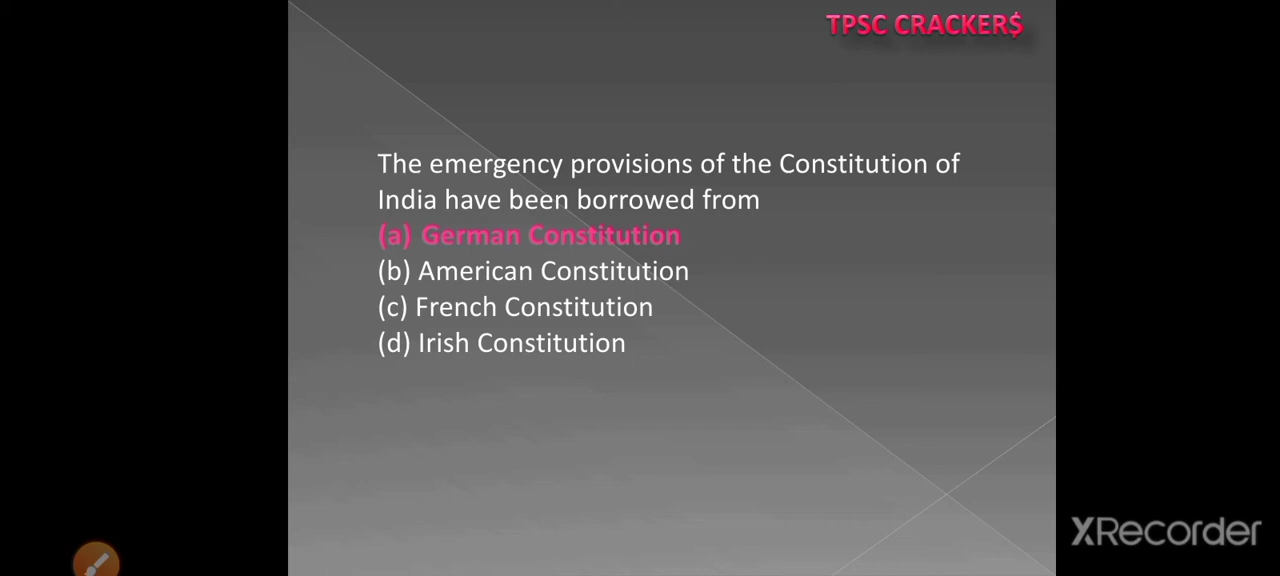 TPSC CRACKER$
The emergency provisions of the Constitution of
India have been borrowed from
(a) German Constitution
(b) American Constitution
(c) French Constitution
(d) Irish Constitution
XRecorder